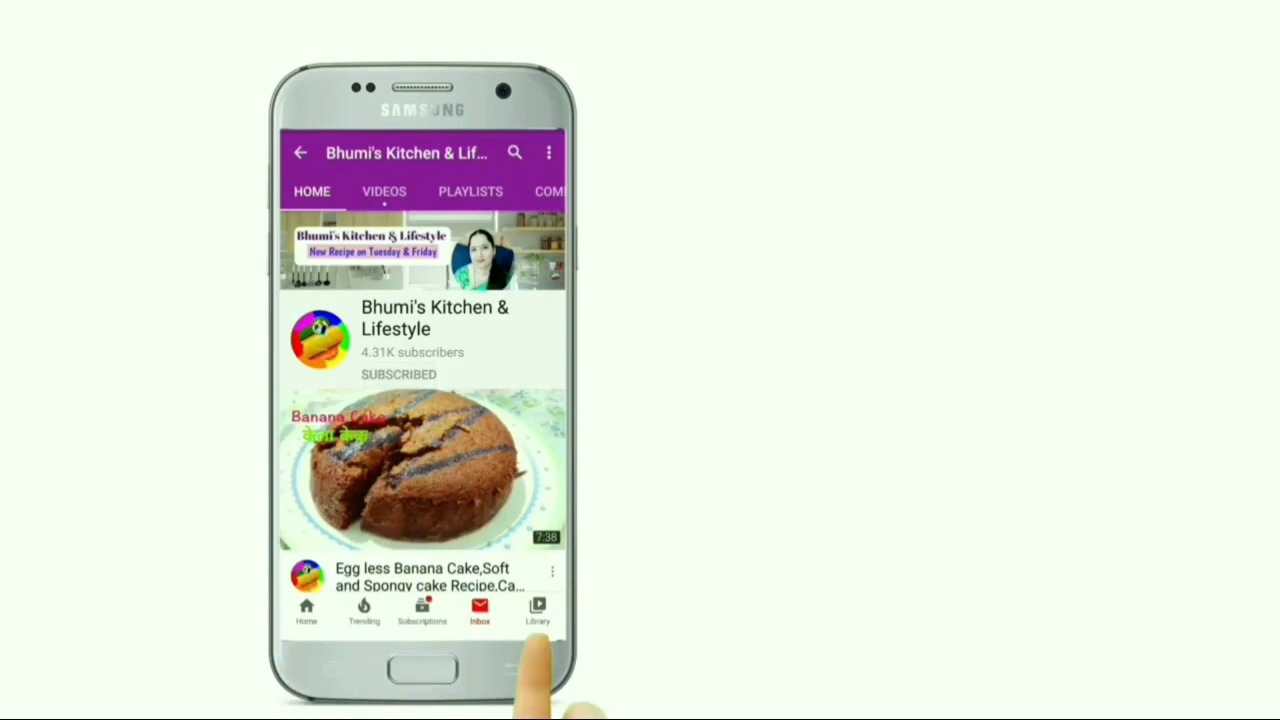 SAMSUNG
Bhumi's Kitchen & Lif...
HOME VIDEOS PLAYLISTS COM
Bhumi's Kitchen & Lifestyle
New Recipe on Tuesday & Friday
Bhumi's Kitchen &
Lifestyle
4.31K subscribers
SUBSCRIBED
Banana Cake
केला केक
7:38
Egg less Banana Cake,Soft
and Spongy cake Recipe,Ca...
Home Trending Subscriptions Inbox Library